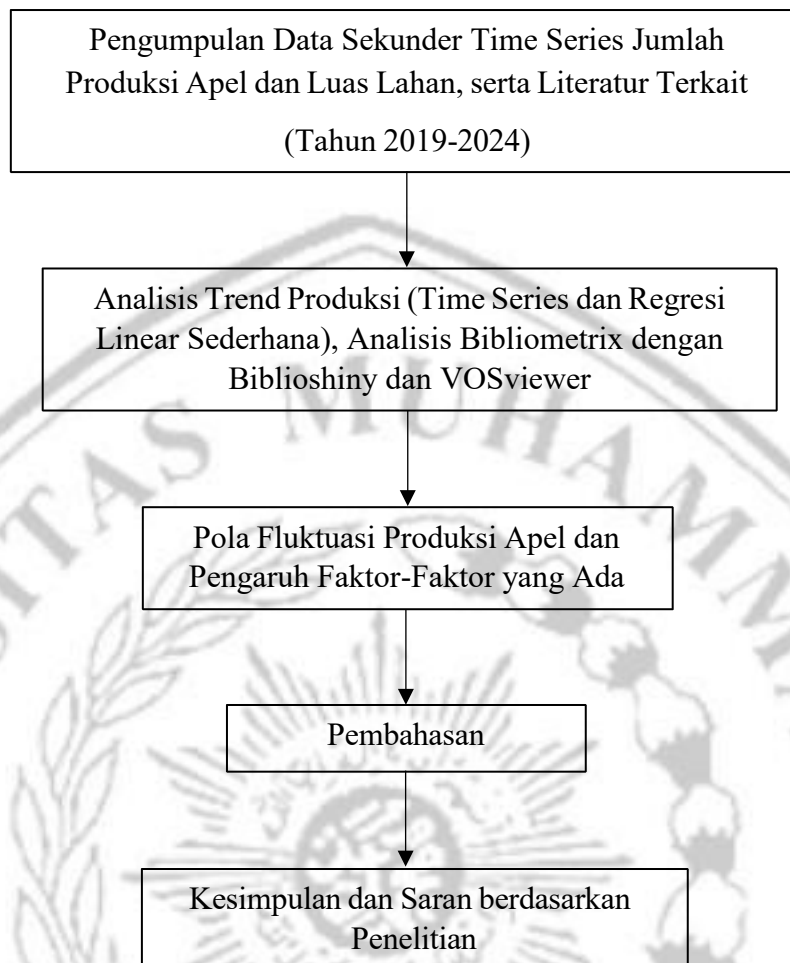 Pengumpulan Data Sekunder Time Series Jumlah
Produksi Apel dan Luas Lahan, serta Literatur Terkait
(Tahun 2019-2024)
Analisis Trend Produksi (Time Series dan Regresi
Linear Sederhana), Analisis Bibliometrix dengan
Biblioshiny dan VOSviewer
TAS MUHAMM
Pola Fluktuasi Produksi Apel dan
Pengaruh Faktor-Faktor yang Ada
Pembahasan
Kesimpulan dan Saran berdasarkan
Penelitian